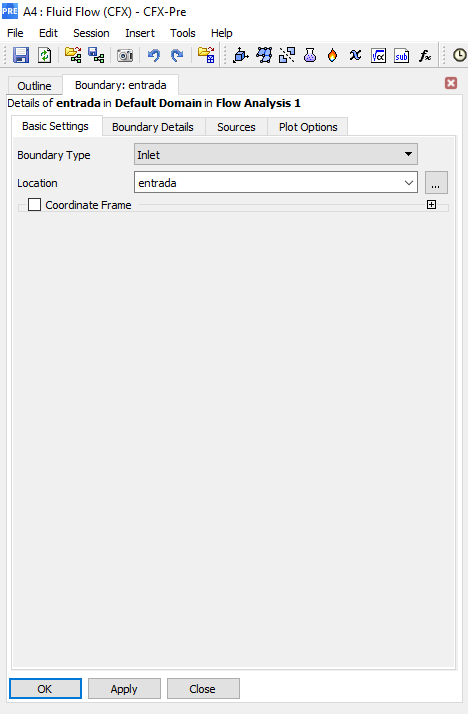 PRE A4 : Fluid Flow (CFX) - CFX-Pre
File Edit Session Insert Tools Help
Outline Boundary: entrada
Details of entrada in Default Domain in Flow Analysis 1
Basic Settings Boundary Details Sources Plot Options
Boundary Type Inlet
Location entrada ...
Coordinate Frame
OK Apply Close